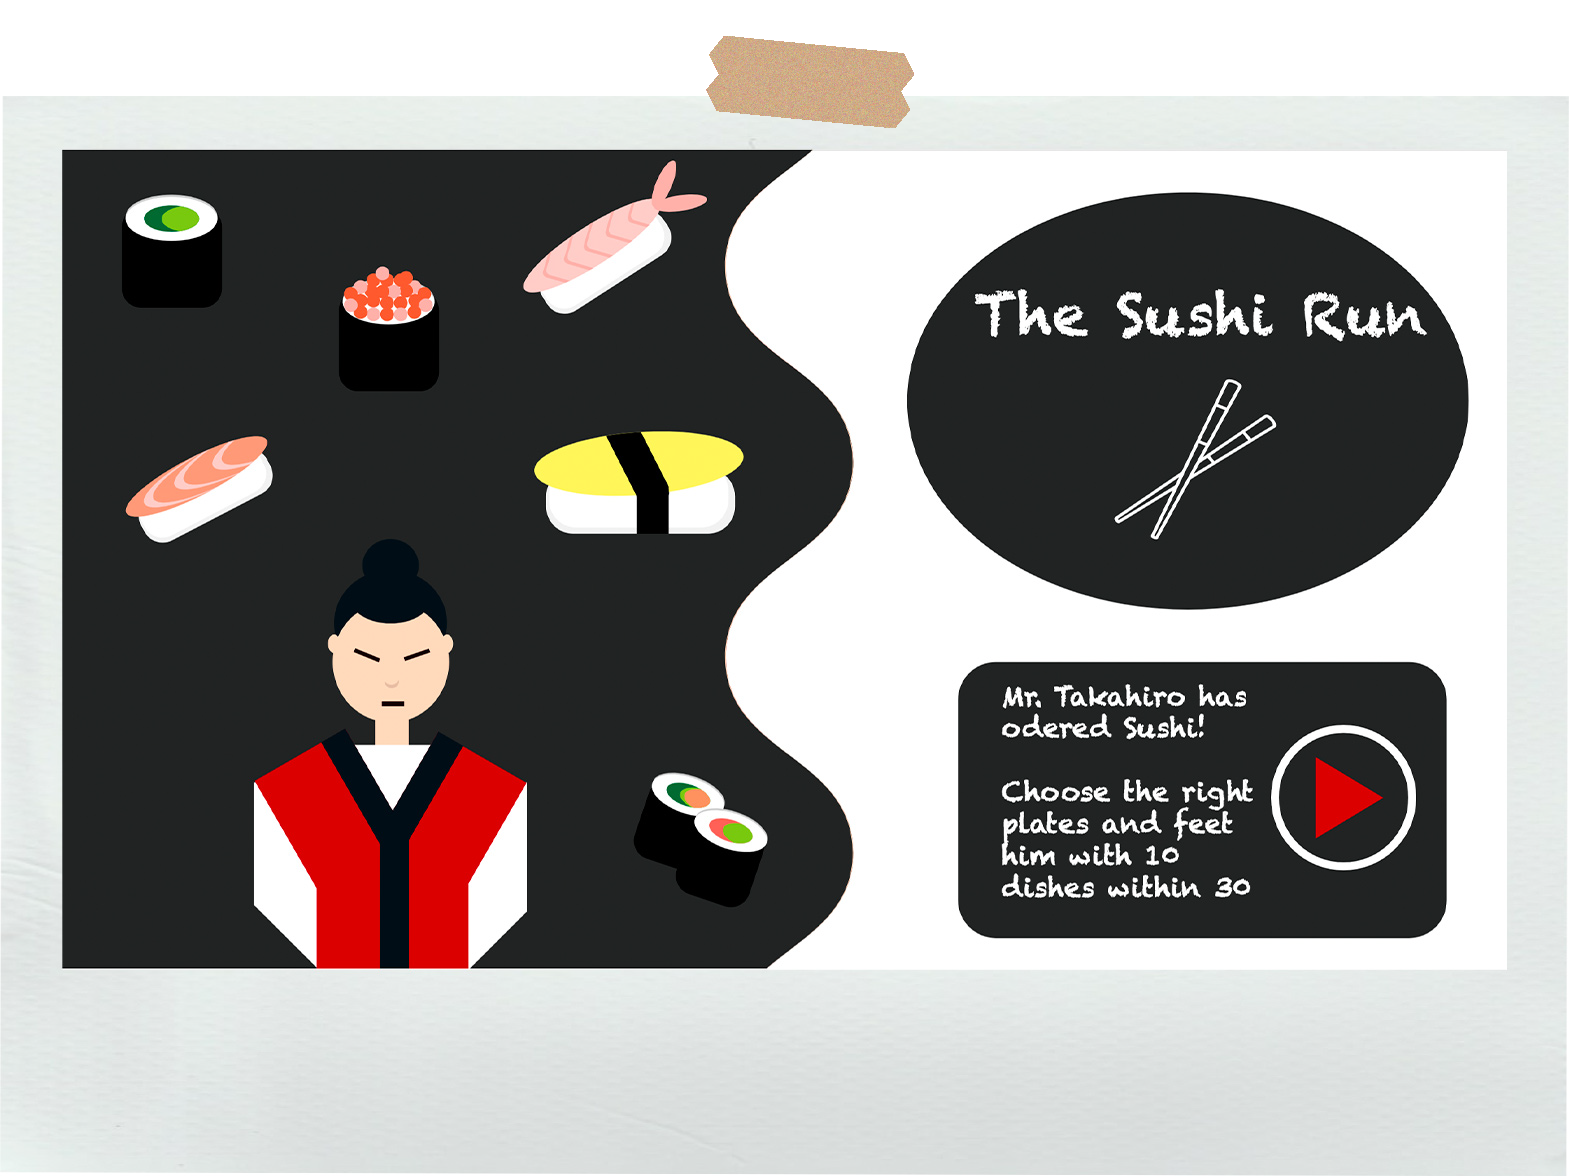 The Sushi Run
Mr. Takahiro has
odered Sushi!
Choose the right
plates and feet
him with 10
dishes within 30